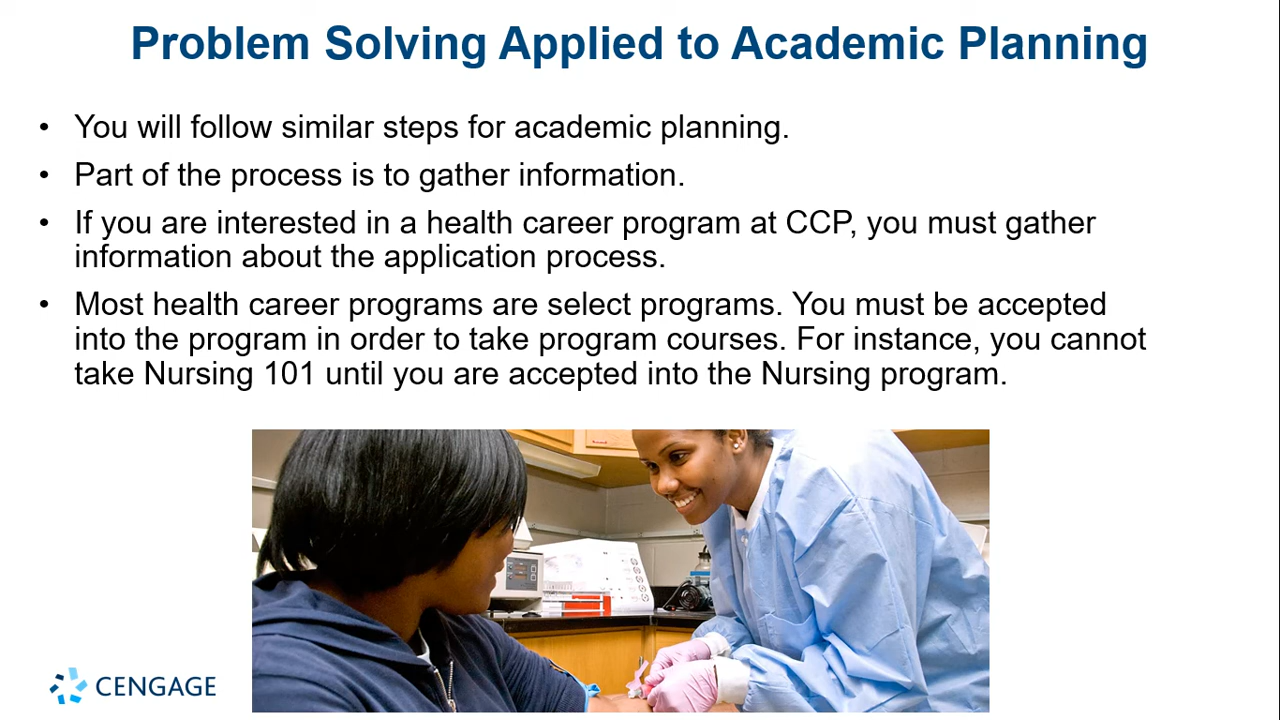 Problem Solving Applied to Academic Planning
• You will follow similar steps for academic planning.
• Part of the process is to gather information.
• If you are interested in a health career program at CCP, you must gather
information about the application process.
• Most health career programs are select programs. You must be accepted
into the program in order to take program courses. For instance, you cannot
take Nursing 101 until you are accepted into the Nursing program.
CENGAGE